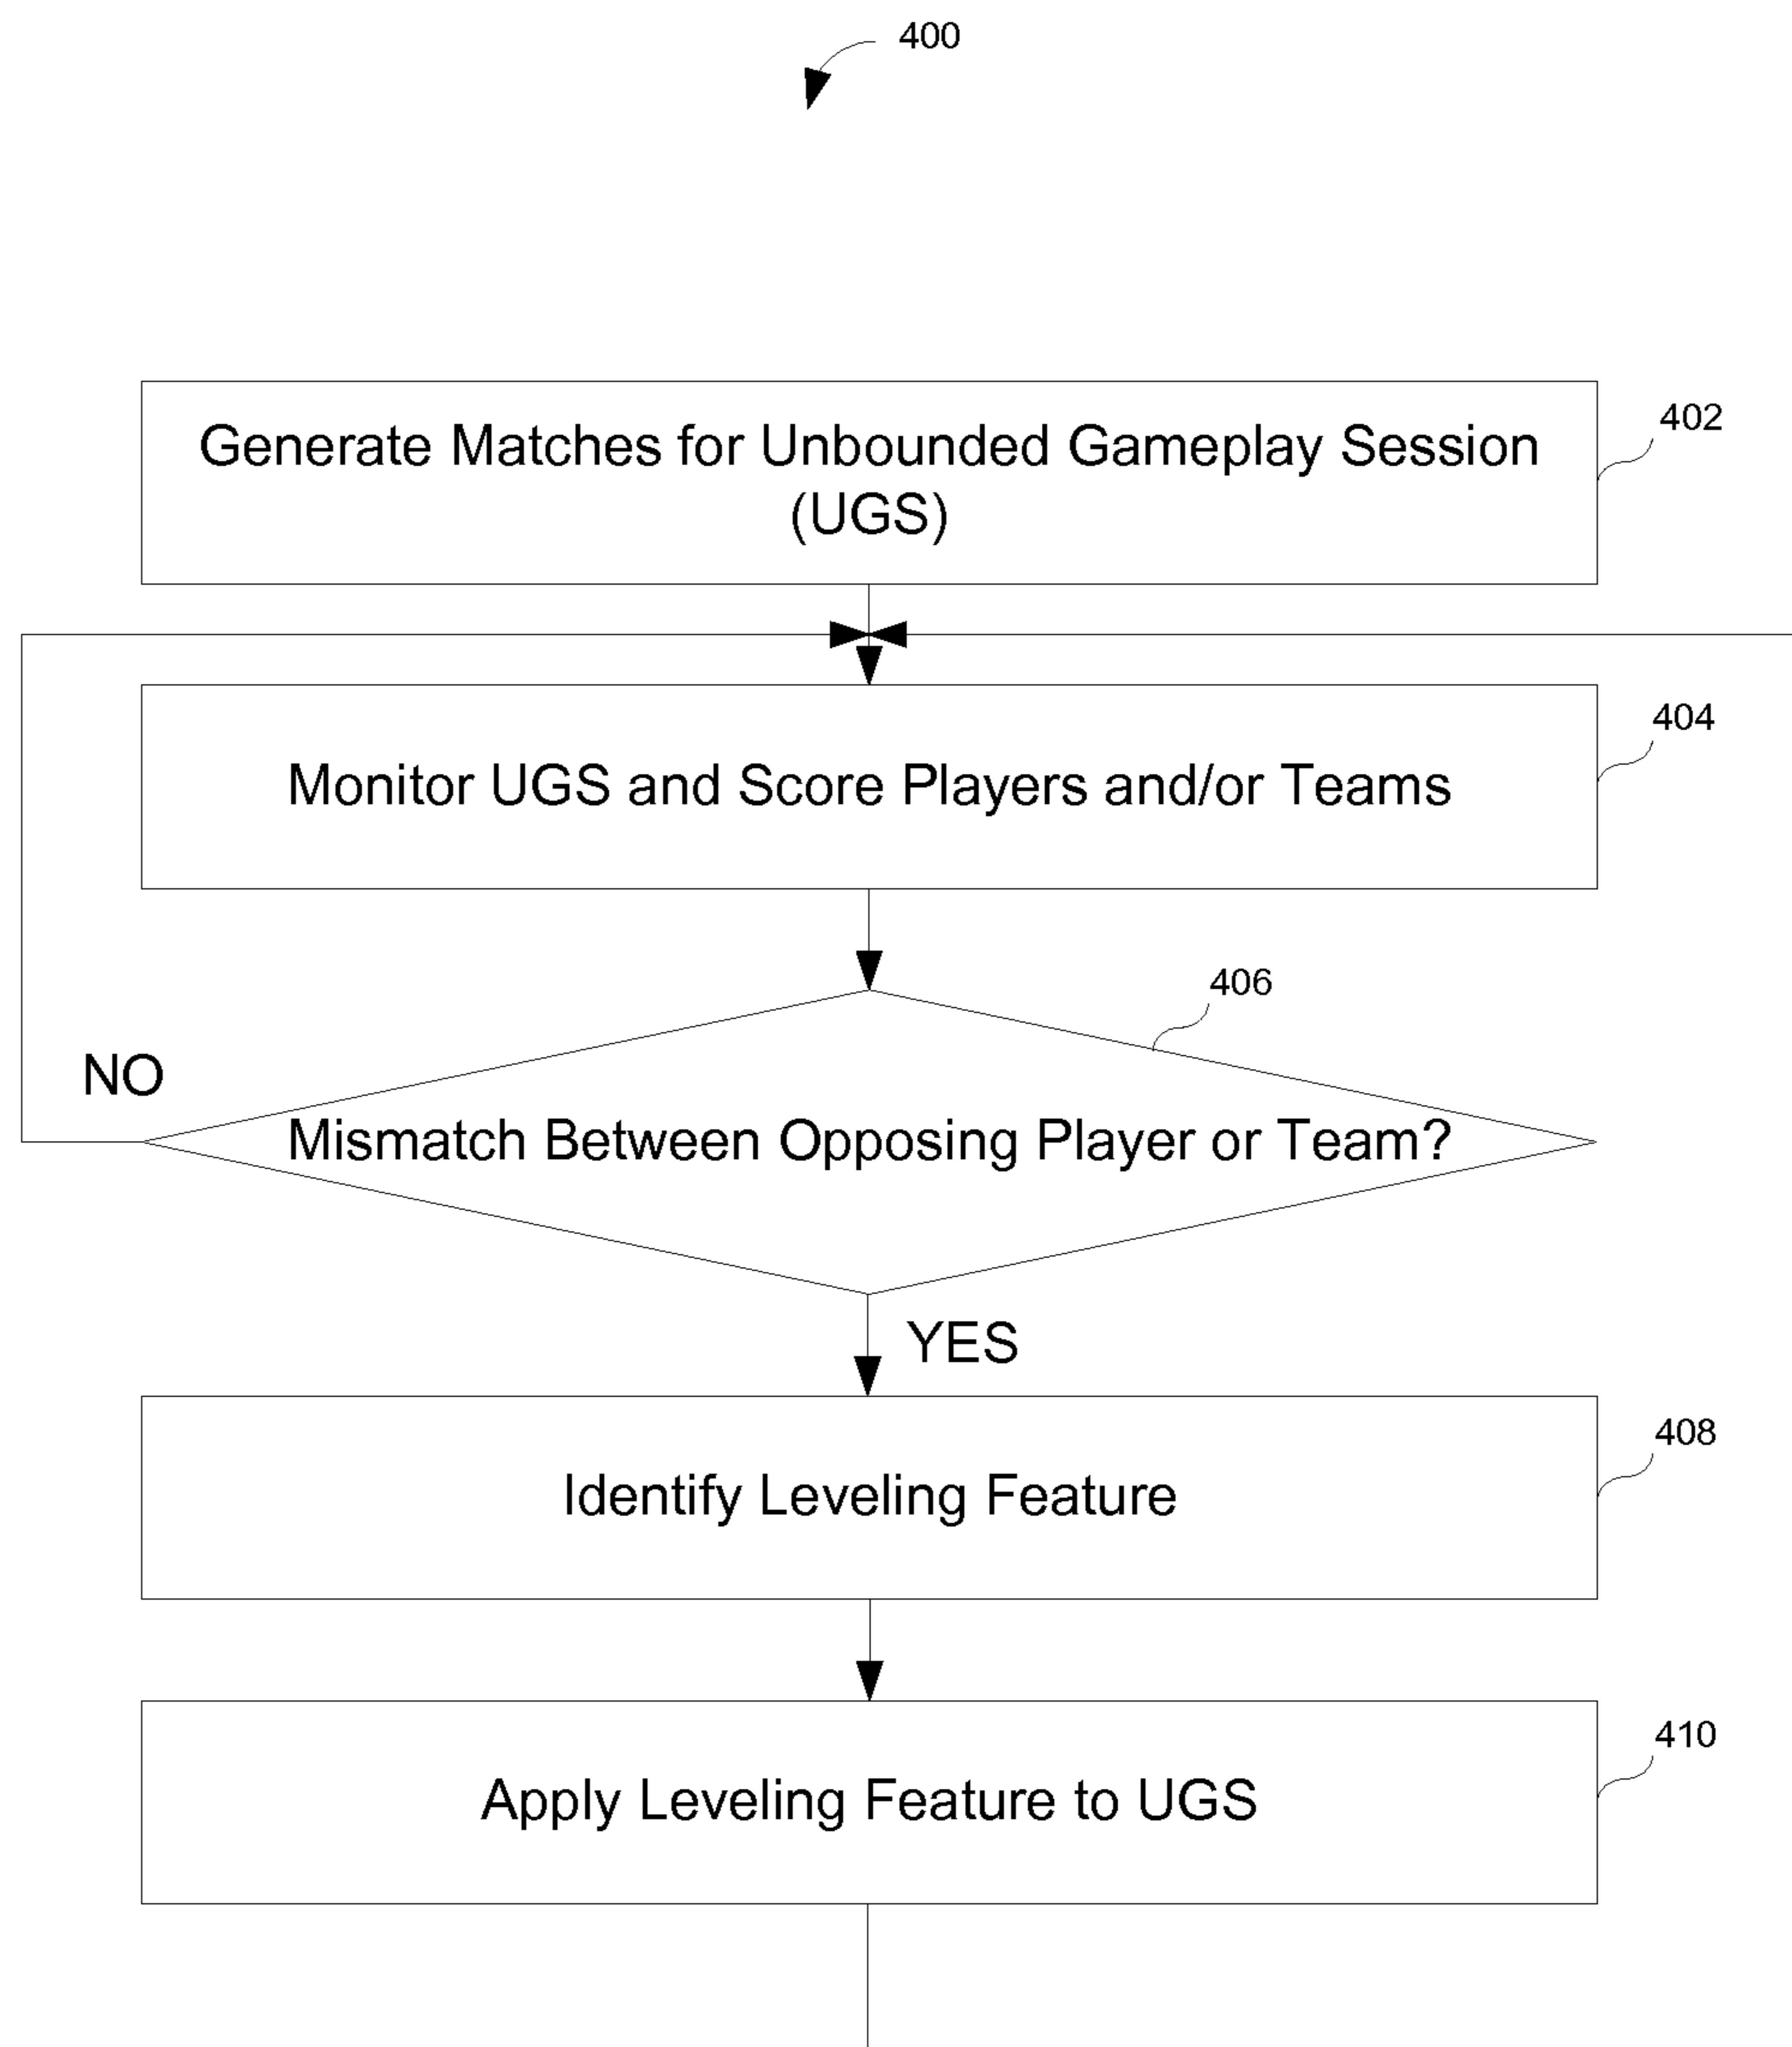 400
Generate Matches for Unbounded Gameplay Session
(UGS)
402
Monitor UGS and Score Players and/or Teams
404
406
NO
Mismatch Between Opposing Player or Team?
YES
Identify Leveling Feature
408
Apply Leveling Feature to UGS
410